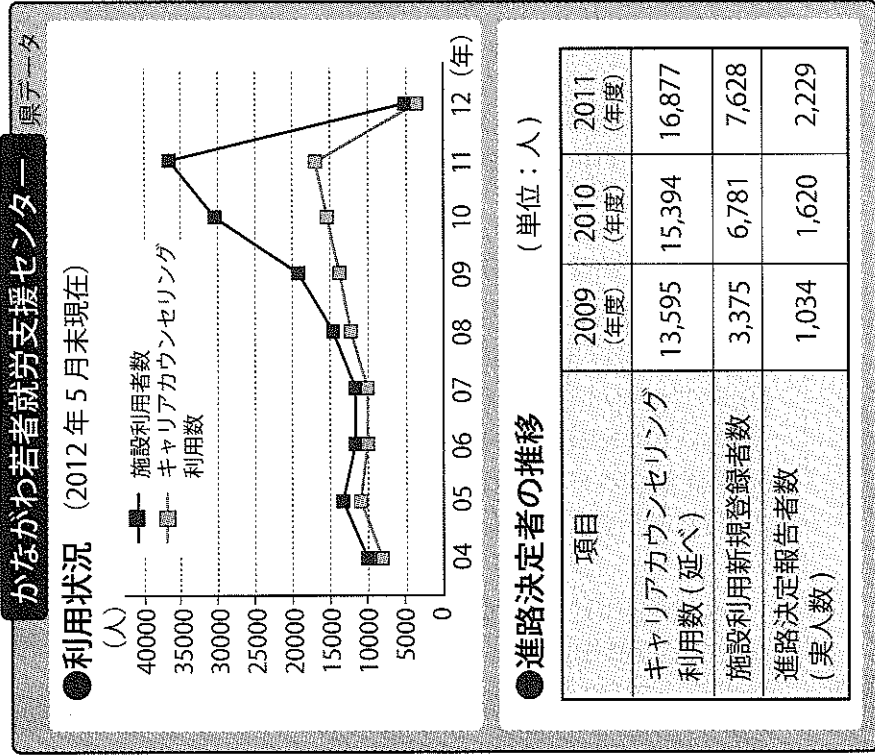 かながわ若者就労支援センター
県データ
●利用状況 (2012年5月末現在)
(人)
40000
35000
30000
25000
20000
15000
10000
5000
0
施設利用者数
キャリアカウンセリング
利用数
04 05 06 07 08 09 10 11 12 (年)
●進路決定者の推移 (単位:人)
項目 2009 2010 2011
(年度) (年度) (年度)
キャリアカウンセリング
利用数(延べ) 13,595 15,394 16,877
施設利用新規登録者数 3,375 6,781 7,628
進路決定報告者数
(実人数) 1,034 1,620 2,229